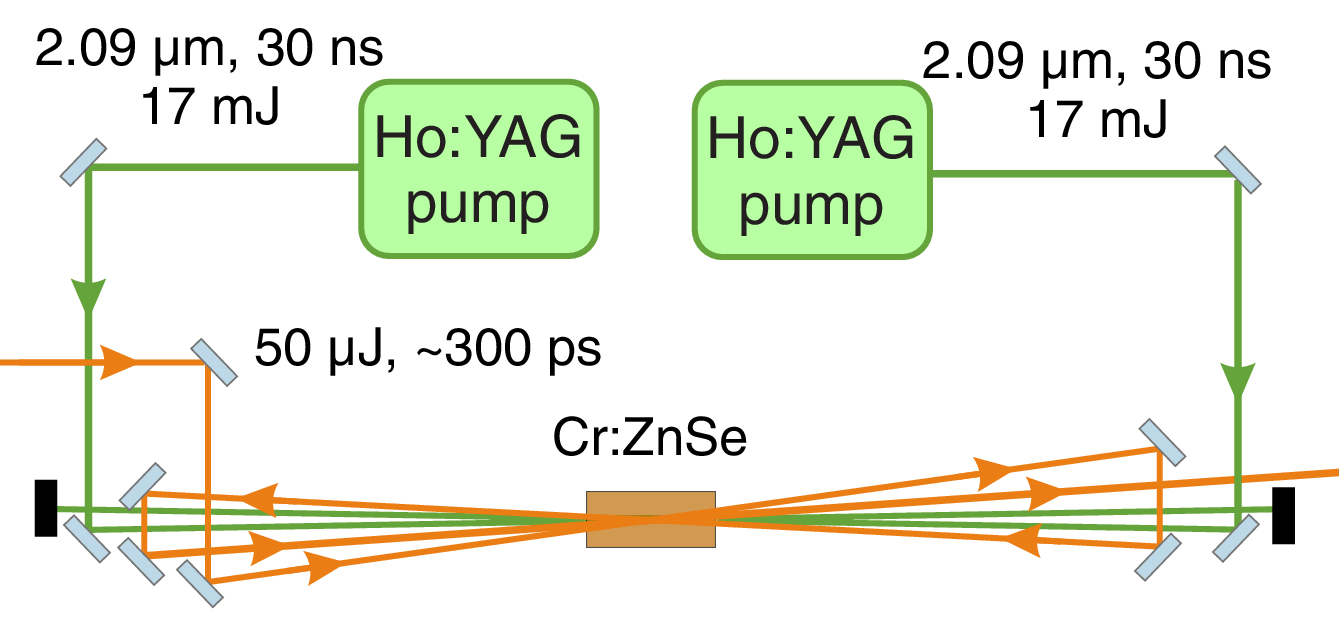 2.09 µm, 30 ns
17 mJ
Ho:YAG
pump
Ho:YAG
pump
2.09 µm, 30 ns
17 mJ
50 µJ, ~300 ps
Cr:ZnSe